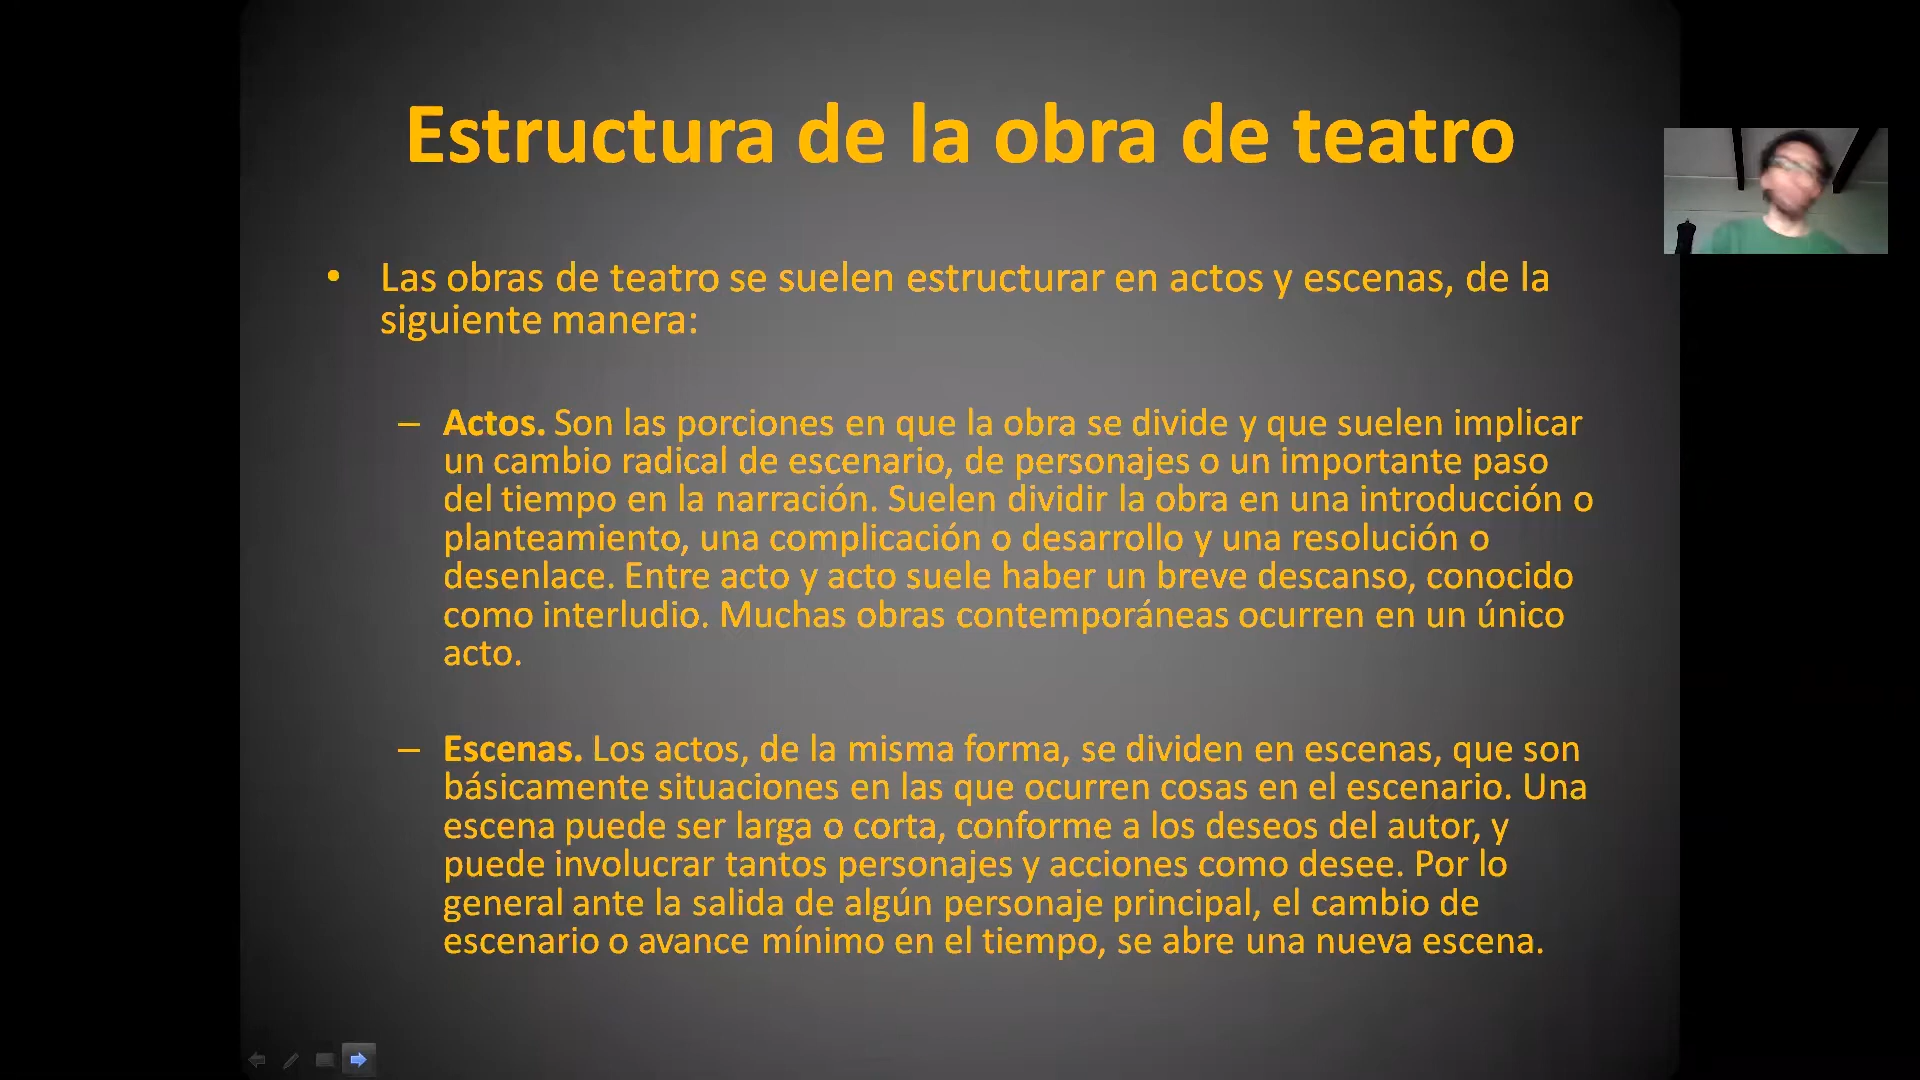 Estructura de la obra de teatro
• Las obras de teatro se suelen estructurar en actos y escenas, de la
siguiente manera:
– Actos. Son las porciones en que la obra se divide y que suelen implicar
un cambio radical de escenario, de personajes o un importante paso
del tiempo en la narración. Suelen dividir la obra en una introducción o
planteamiento, una complicación o desarrollo y una resolución o
desenlace. Entre acto y acto suele haber un breve descanso, conocido
como interludio. Muchas obras contemporáneas ocurren en un único
acto.
– Escenas. Los actos, de la misma forma, se dividen en escenas, que son
básicamente situaciones en las que ocurren cosas en el escenario. Una
escena puede ser larga o corta, conforme a los deseos del autor, y
puede involucrar tantos personajes y acciones como desee. Por lo
general ante la salida de algún personaje principal, el cambio de
escenario o avance mínimo en el tiempo, se abre una nueva escena.